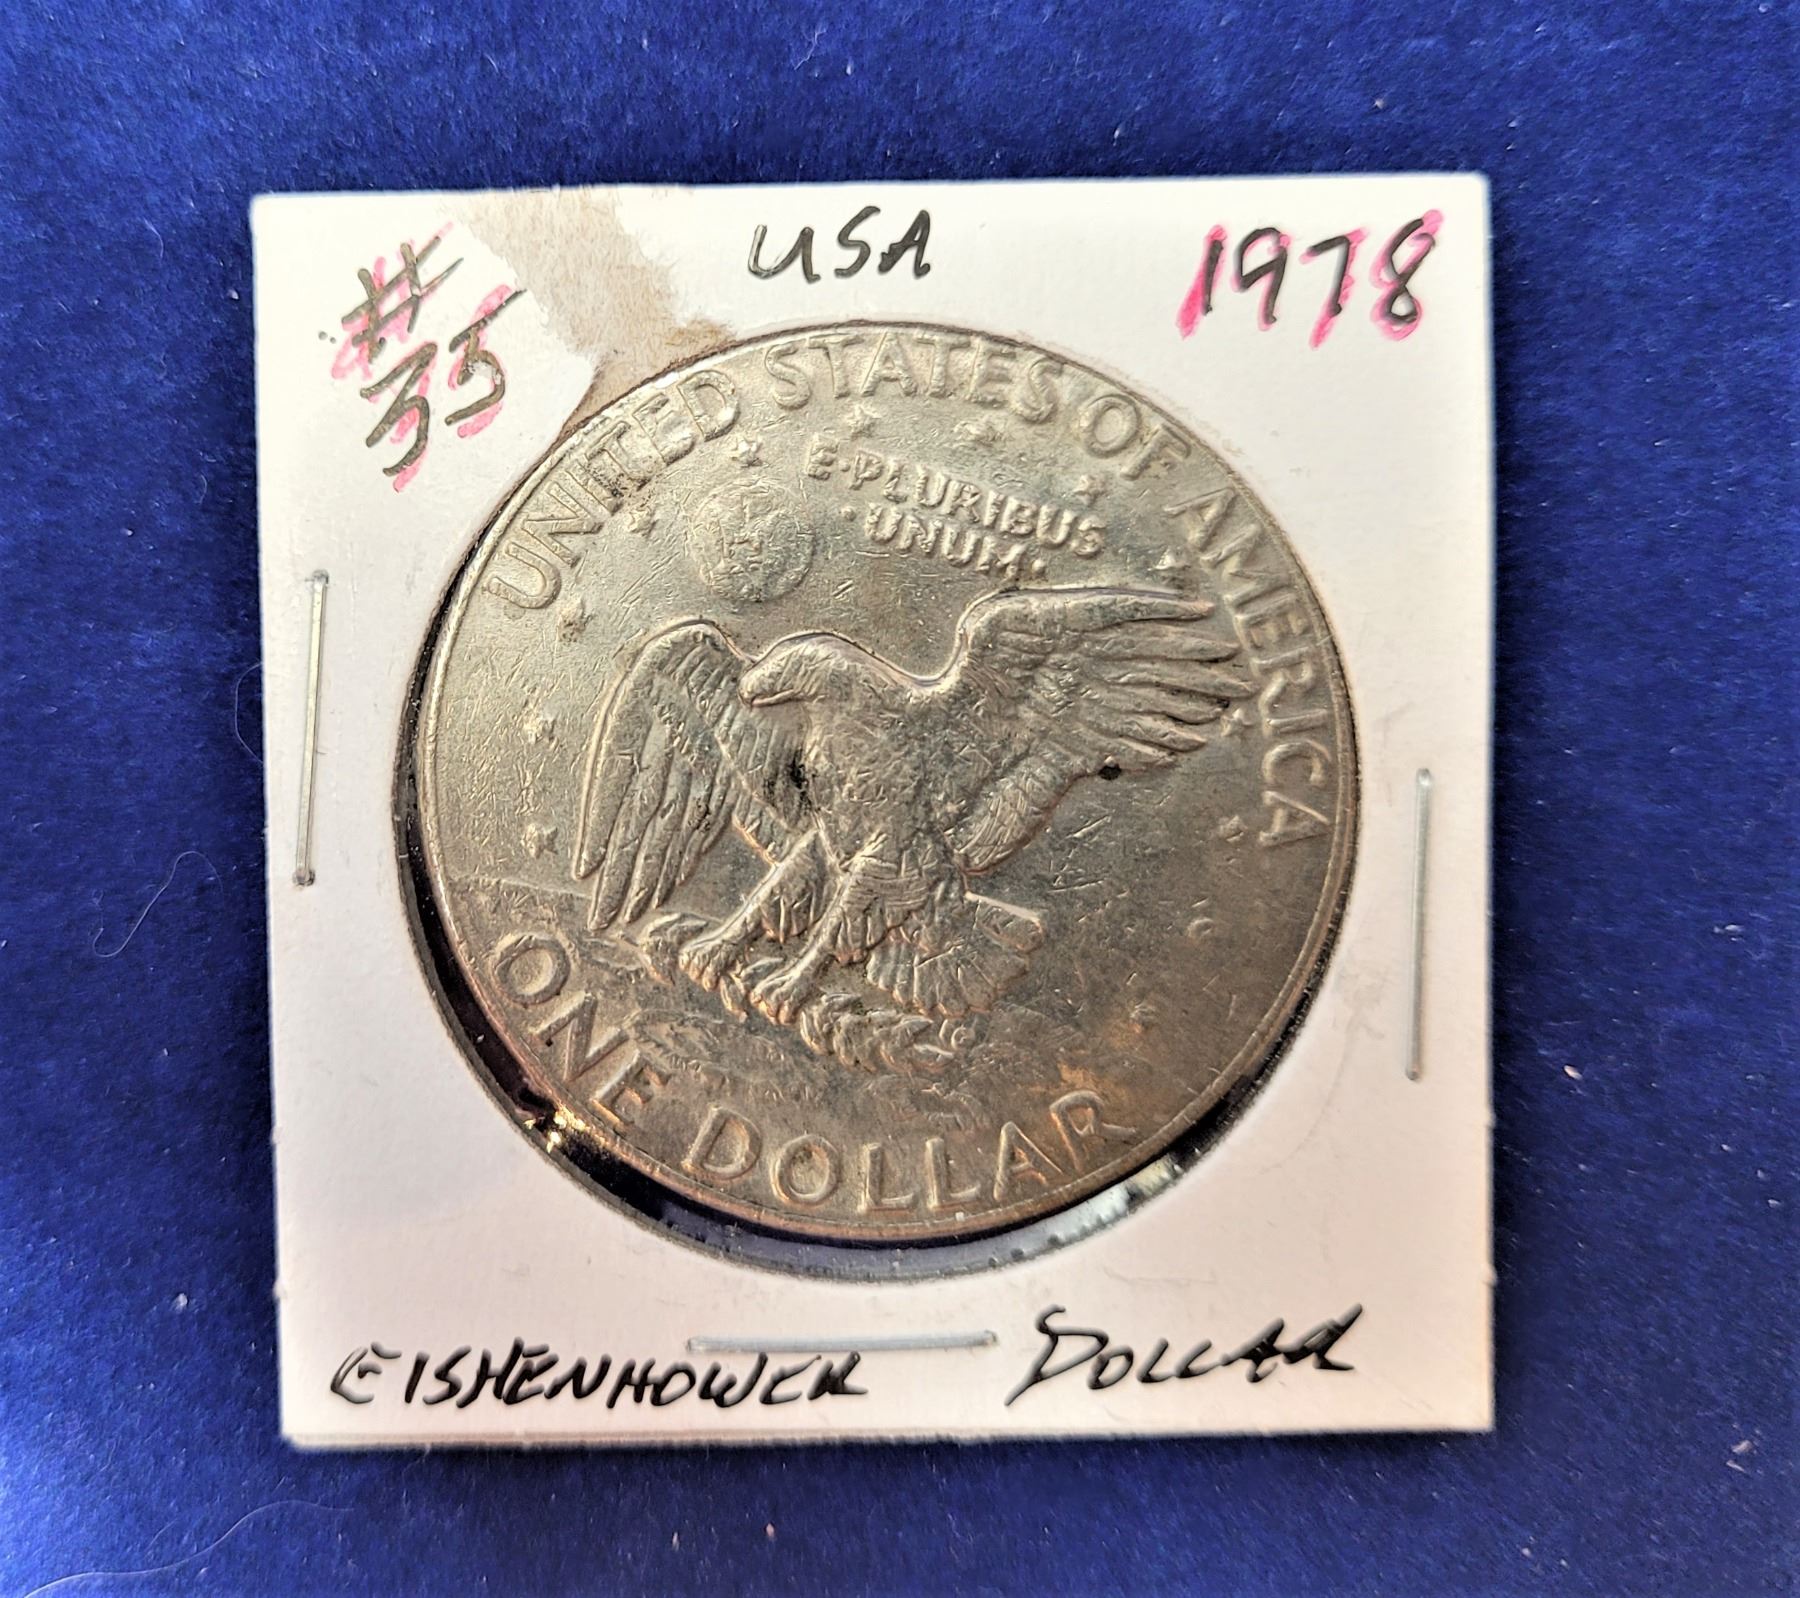 #35 USA 1978
UNITED STATES OF AMERICA
E·PLURIBUS
·UNUM·
ONE DOLLAR
EISHENHOWER DOLLAR